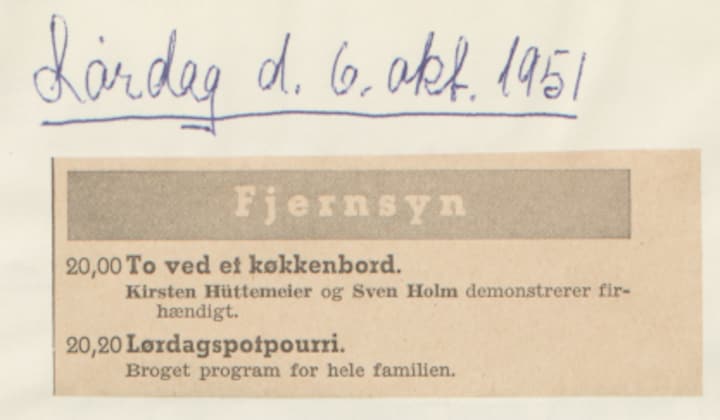 Lørdag d. 6. okt. 1951
Fjernsyn
20,00 To ved et køkkenbord.
Kirsten Hüttemeier og Sven Holm demonstrerer fir-
hændigt.
20,20 Lørdagspotpourri.
Broget program for hele familien.